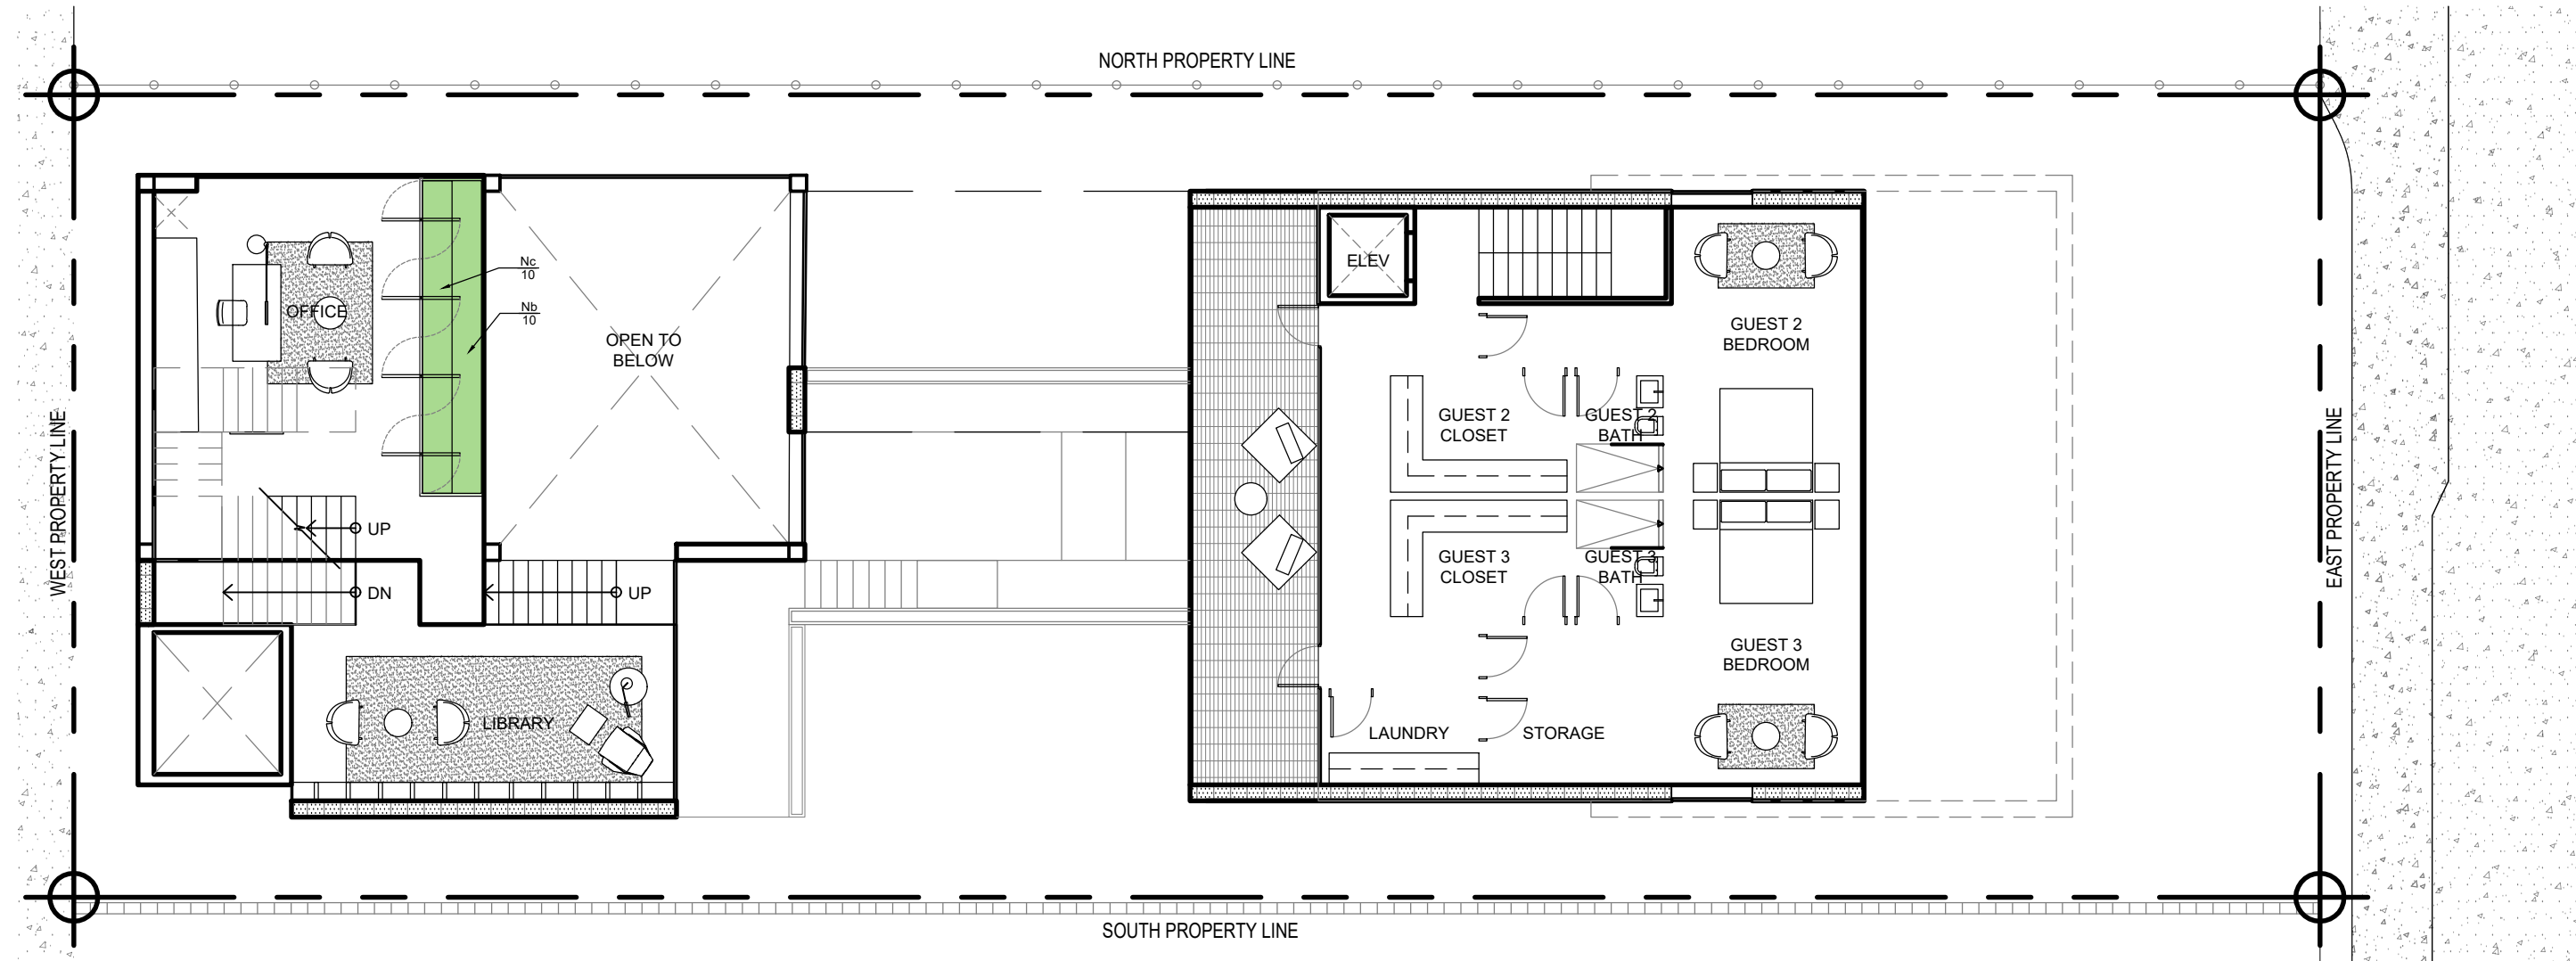 NORTH PROPERTY LINE
WEST PROPERTY LINE
OFFICE
Nc
10
Nb
10
OPEN TO
BELOW
UP
DN
UP
LIBRARY
ELEV
GUEST 2
BEDROOM
GUEST 2
CLOSET
GUEST 2
BATH
GUEST 3
CLOSET
GUEST 3
BATH
GUEST 3
BEDROOM
LAUNDRY
STORAGE
EAST PROPERTY LINE
SOUTH PROPERTY LINE